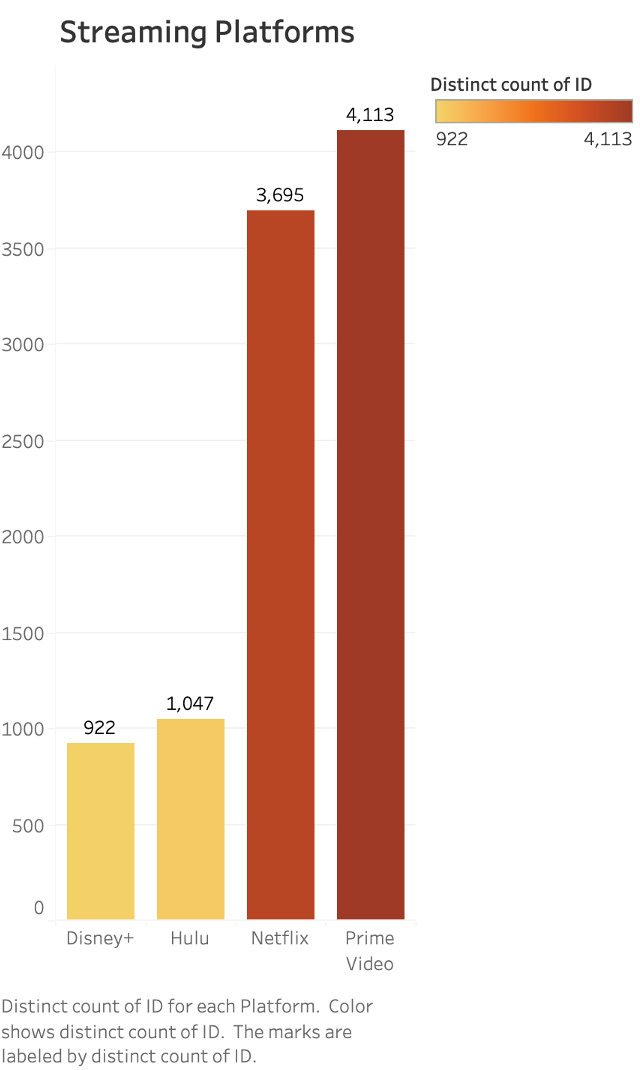 Streaming Platforms
Distinct count of ID
922
4,113
4,113
4000
3,695
3500
3000
2500
2000
1500
1,047
922
1000
500
0
Disney+
Hulu
Netflix
Prime
Video
Distinct count of ID for each Platform.  Color
shows distinct count of ID.  The marks are
labeled by distinct count of ID.